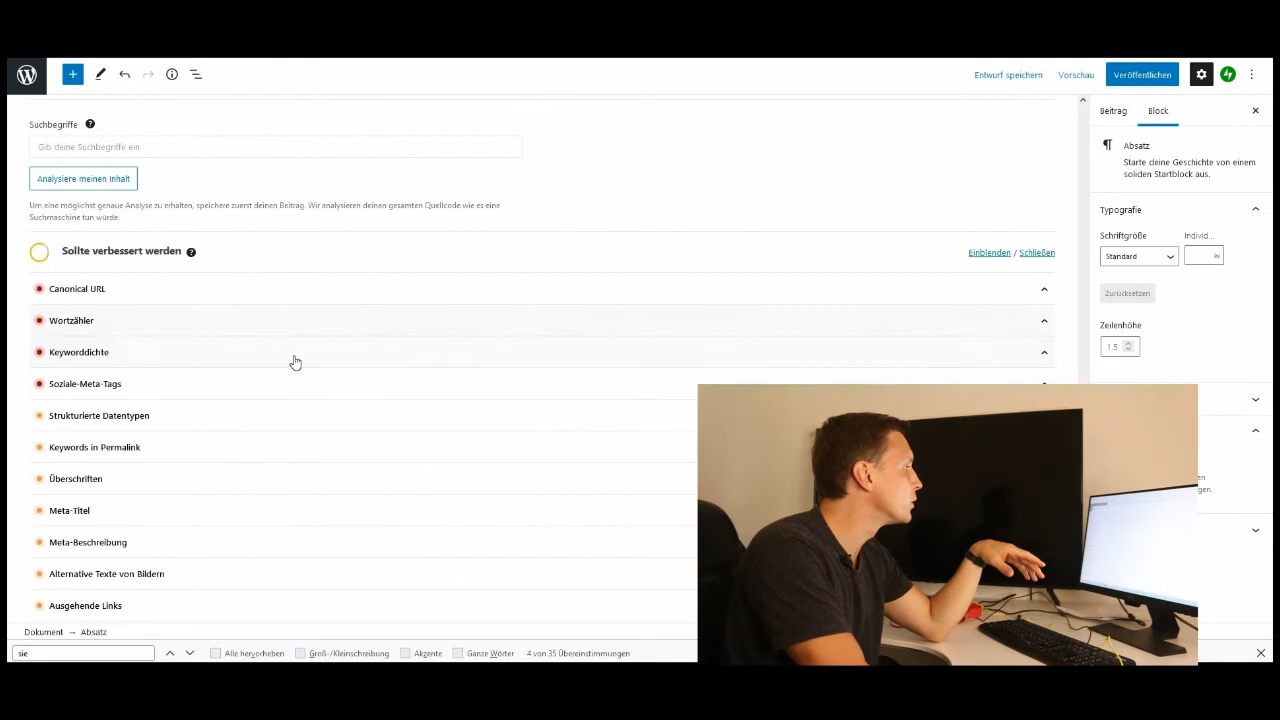 Entwurf speichern Vorschau Veröffentlichen
Suchbegriffe
Gib deine Suchbegriffe ein
Analysiere meinen Inhalt
Um eine möglichst genaue Analyse zu erhalten, speichere zuerst deinen Beitrag. Wir analysieren deinen gesamten Quellcode wie es eine
Suchmaschine tun würde.
Sollte verbessert werden
Einblenden / Schließen
Canonical URL
Wortzähler
Keyworddichte
Soziale-Meta-Tags
Strukturierte Datentypen
Keywords in Permalink
Überschriften
Meta-Titel
Meta-Beschreibung
Alternative Texte von Bildern
Ausgehende Links
Beitrag Block
Absatz
Starte deine Geschichte von einem
soliden Startblock aus.
Typografie
Schriftgröße Individ...
Standard
Zurücksetzen
Zeilenhöhe
1.5
Dokument → Absatz
sie Alle hervorheben Groß-/Kleinschreibung Akzente Ganze Wörter 4 von 35 Übereinstimmungen